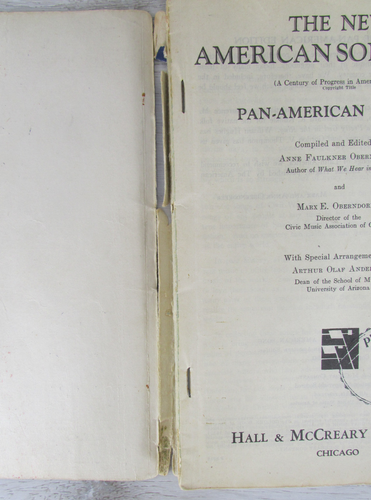 THE NE
AMERICAN SO
(A Century of Progress in Amer
Copyright Title
PAN-AMERICAN
Compiled and Edited
ANNE FAULKNER OBER
Author of What We Hear i
and
MARX E. OBERNDOR
Director of the
Civic Music Association of C
With Special Arrangeme
ARTHUR OLAF ANDE
Dean of the School of M
University of Arizona
HALL & MCCREARY
CHICAGO